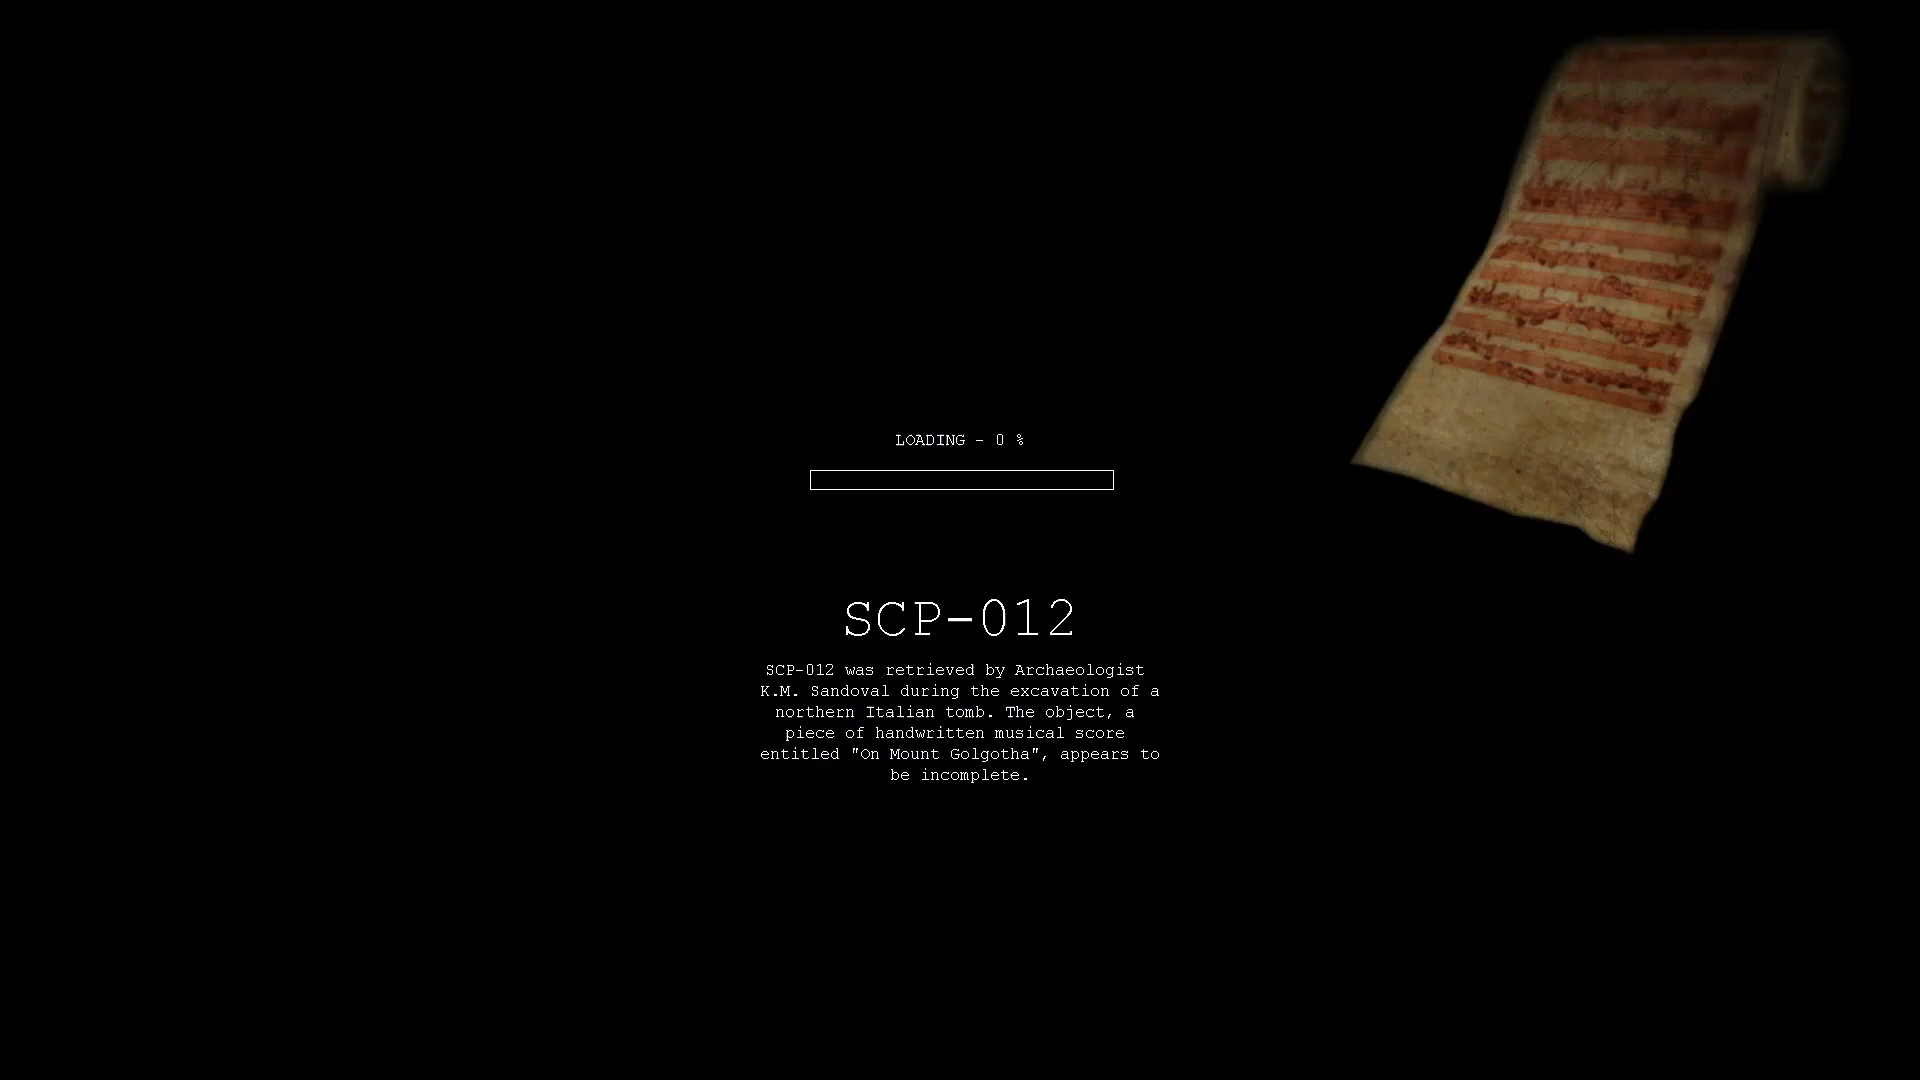 LOADING - 0 %
SCP-012
SCP-012 was retrieved by Archaeologist
K.M. Sandoval during the excavation of a
northern Italian tomb. The object, a
piece of handwritten musical score
entitled "On Mount Golgotha", appears to
be incomplete.